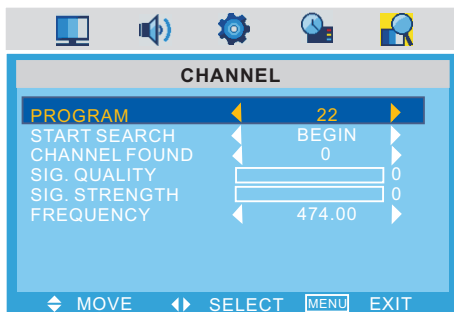 CHANNEL
PROGRAM 22
START SEARCH BEGIN
CHANNEL FOUND 0
SIG. QUALITY 0
SIG. STRENGTH 0
FREQUENCY 474.00
MOVE SELECT MENU EXIT